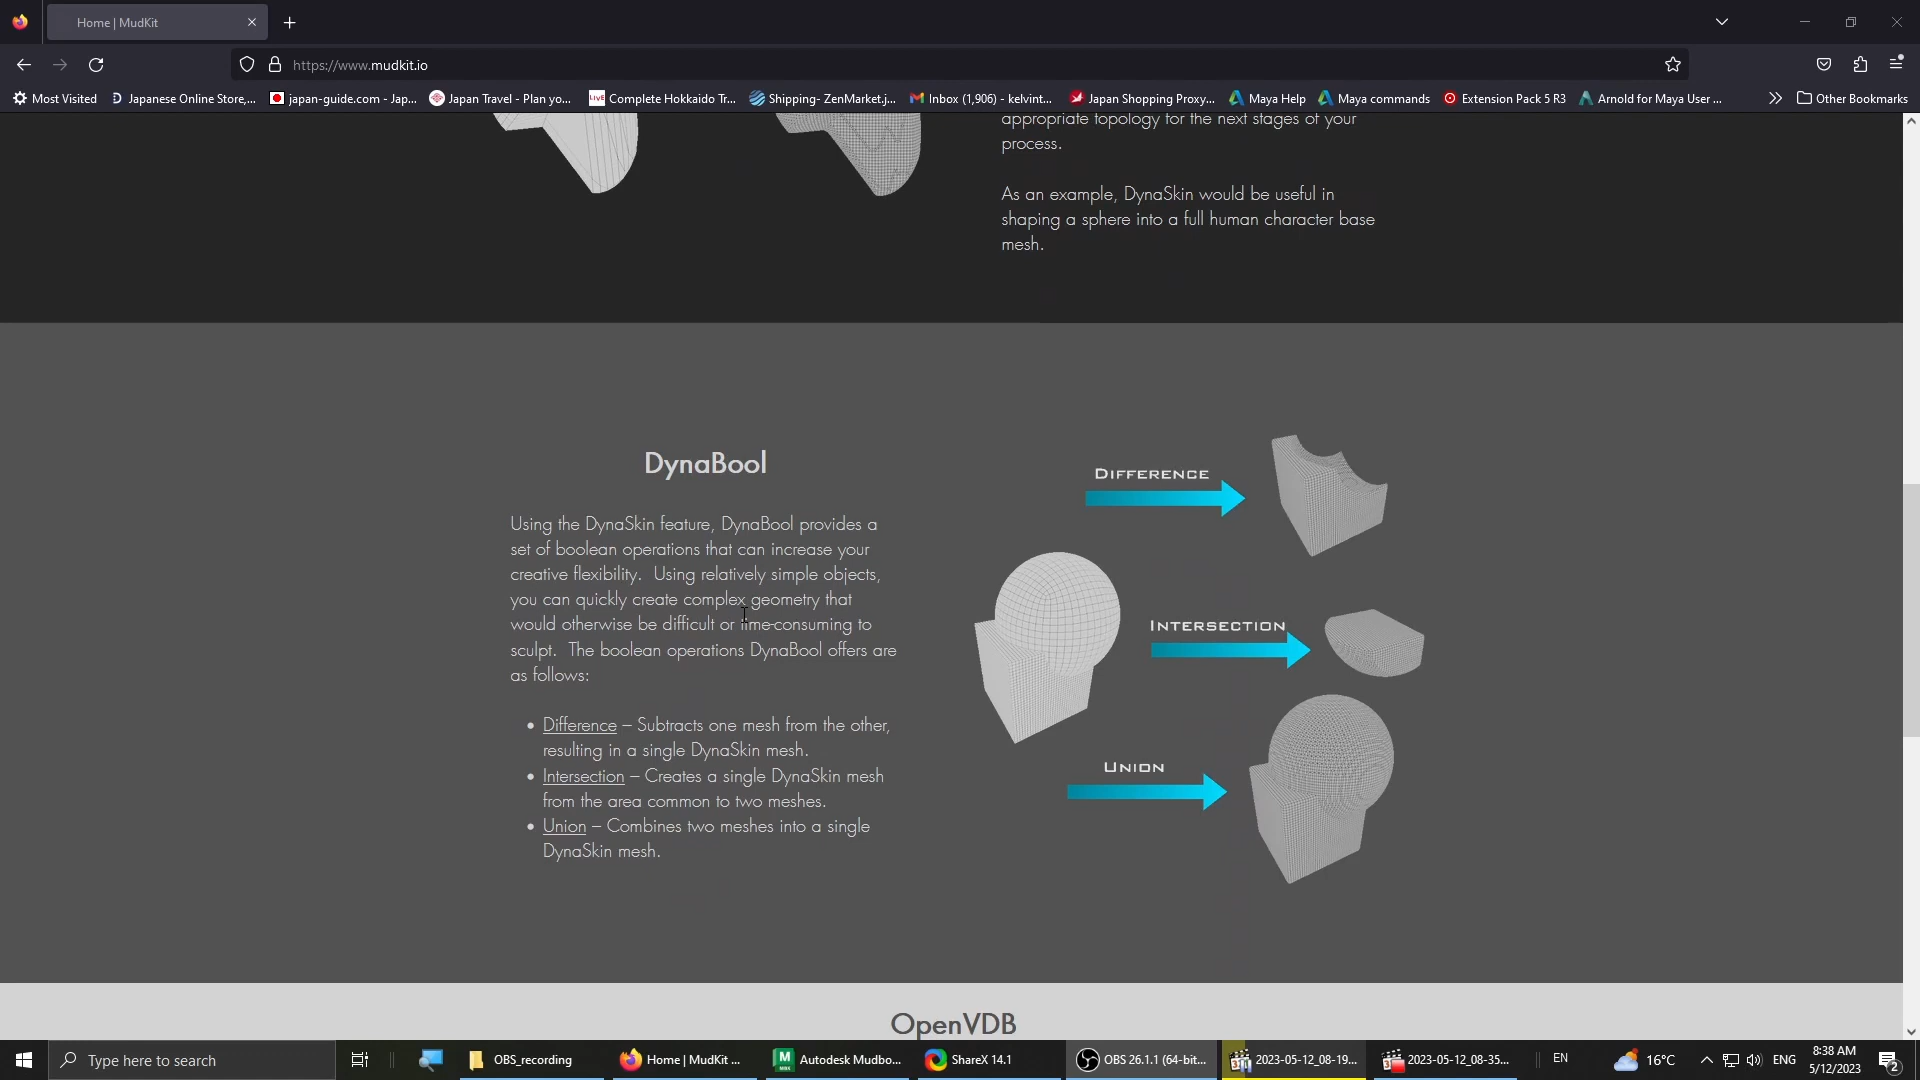 Home | MudKit
https://www.mudkit.io
Most Visited
Japanese Online Store,...
japan-guide.com - Jap...
Japan Travel - Plan yo...
LIVE
Complete Hokkaido Tr...
Shipping- ZenMarket.j...
Inbox (1,906) - kelvint...
Japan Shopping Proxy...
Maya Help
Maya commands
Extension Pack 5 R3
Arnold for Maya User ...
Other Bookmarks
appropriate topology for the next stages of your
process.
As an example, DynaSkin would be useful in
shaping a sphere into a full human character base
mesh.
DynaBool
Using the DynaSkin feature, DynaBool provides a
set of boolean operations that can increase your
creative flexibility.  Using relatively simple objects,
you can quickly create complex geometry that
would otherwise be difficult or time-consuming to
sculpt.  The boolean operations DynaBool offers are
as follows:
Difference – Subtracts one mesh from the other,
resulting in a single DynaSkin mesh.
Intersection – Creates a single DynaSkin mesh
from the area common to two meshes.
Union – Combines two meshes into a single
DynaSkin mesh.
DIFFERENCE
INTERSECTION
UNION
OpenVDB
Type here to search
OBS_recording
Home | MudKit ...
Autodesk Mudbo...
ShareX 14.1
OBS 26.1.1 (64-bit...
2023-05-12_08-19...
2023-05-12_08-35...
EN
16°C
ENG
8:38 AM
5/12/2023
2